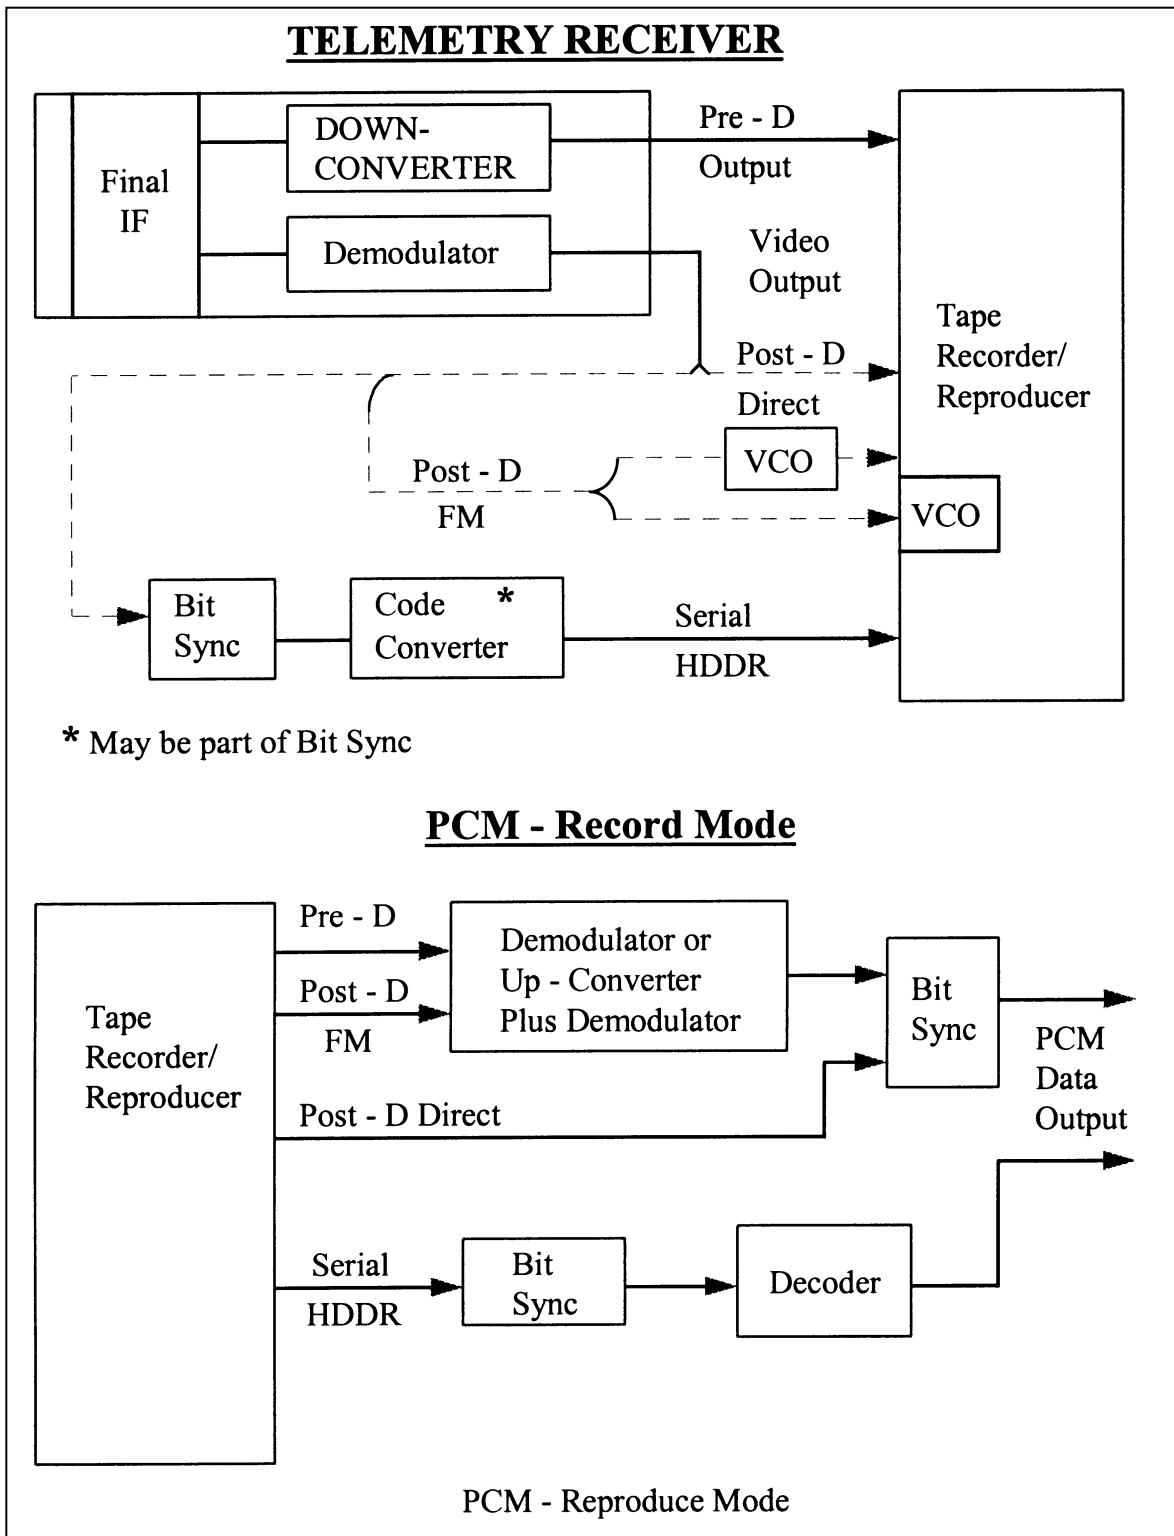 TELEMETRY RECEIVER
Final
IF
DOWN-
CONVERTER
Demodulator
Pre - D
Output
Video
Output
Post - D
Direct
Tape
Recorder/
Reproducer
VCO
Post - D
FM
VCO
Bit
Sync
Code *
Converter
Serial
HDDR
* May be part of Bit Sync
PCM - Record Mode
Tape
Recorder/
Reproducer
Pre - D
Post - D
FM
Demodulator or
Up - Converter
Plus Demodulator
Bit
Sync
PCM
Data
Output
Post - D Direct
Serial
HDDR
Bit
Sync
Decoder
PCM - Reproduce Mode